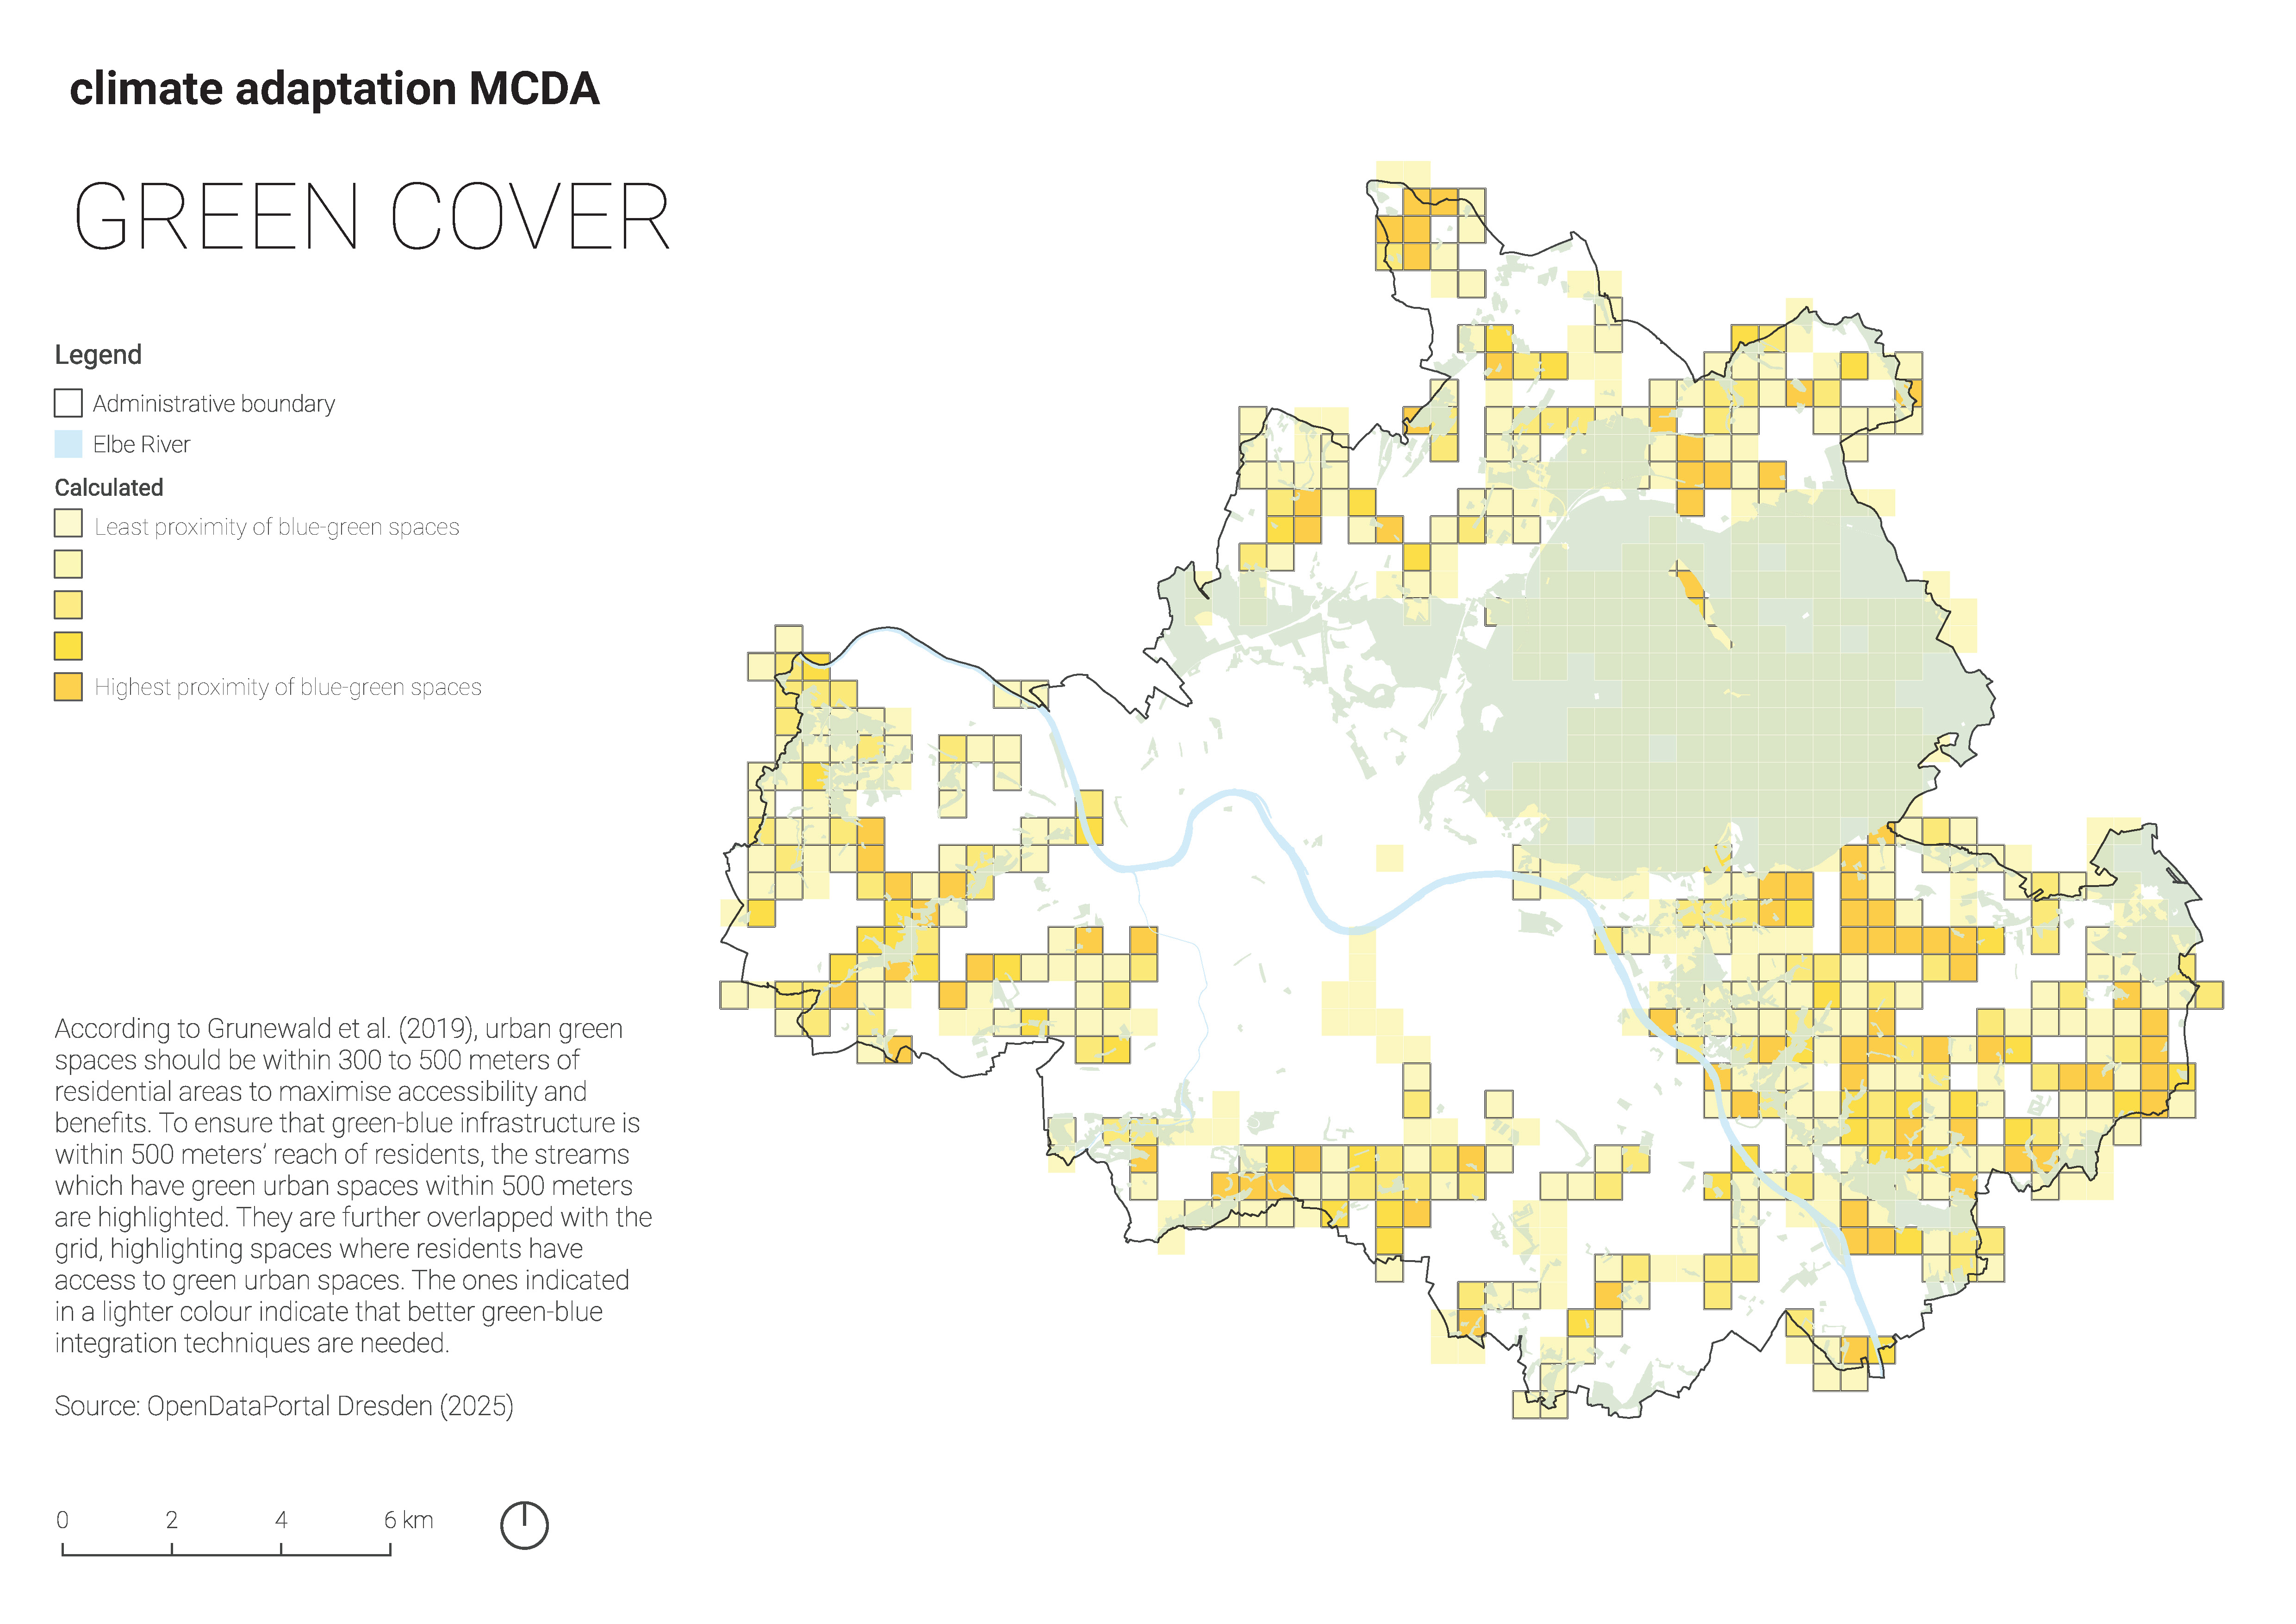 climate adaptation MCDA
GREEN COVER
Legend
Administrative boundary
Elbe River
Calculated
Least proximity of blue-green spaces
Highest proximity of blue-green spaces
According to Grunewald et al. (2019), urban green
spaces should be within 300 to 500 meters of
residential areas to maximise accessibility and
benefits. To ensure that green-blue infrastructure is
within 500 meters’ reach of residents, the streams
which have green urban spaces within 500 meters
are highlighted. They are further overlapped with the
grid, highlighting spaces where residents have
access to green urban spaces. The ones indicated
in a lighter colour indicate that better green-blue
integration techniques are needed.
Source: OpenDataPortal Dresden (2025)
0 2 4 6 km